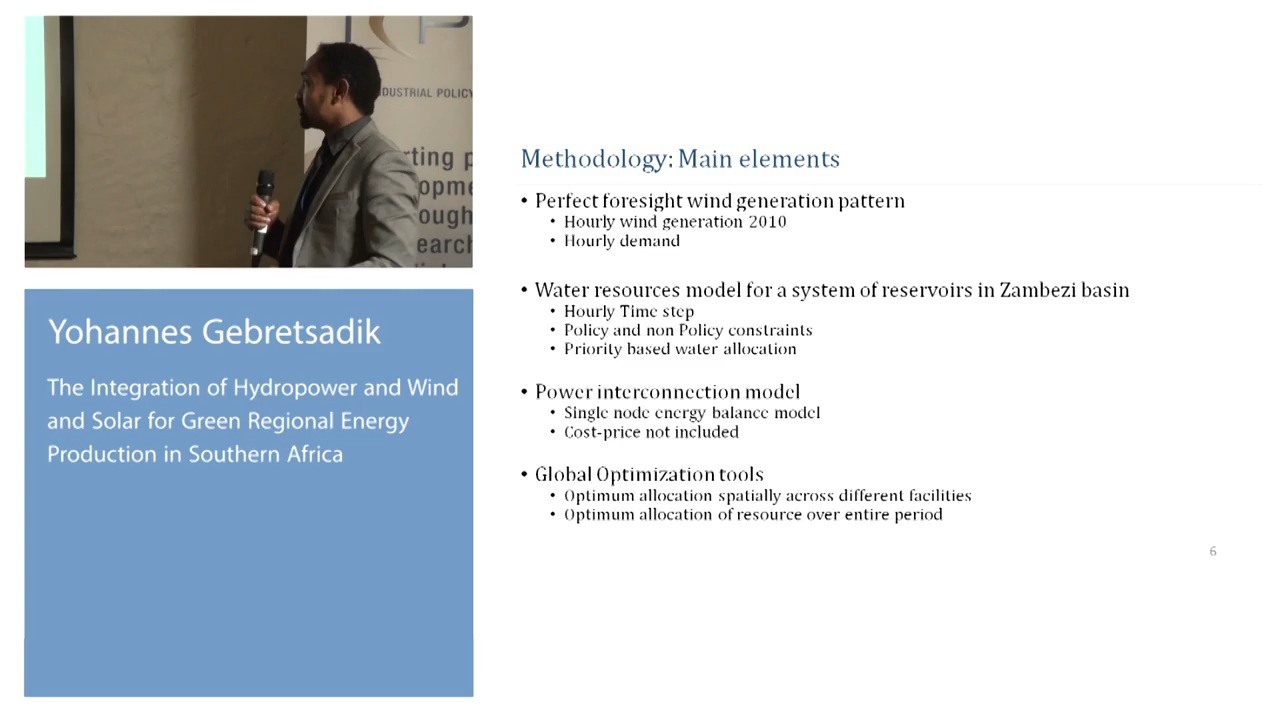 DUSTRIAL POLICY
rting p
opme
ough
earch
Yohannes Gebretsadik
The Integration of Hydropower and Wind
and Solar for Green Regional Energy
Production in Southern Africa
Methodology: Main elements
• Perfect foresight wind generation pattern
• Hourly wind generation 2010
• Hourly demand
• Water resources model for a system of reservoirs in Zambezi basin
• Hourly Time step
• Policy and non Policy constraints
• Priority based water allocation
• Power interconnection model
• Single node energy balance model
• Cost-price not included
• Global Optimization tools
• Optimum allocation spatially across different facilities
• Optimum allocation of resource over entire period
6